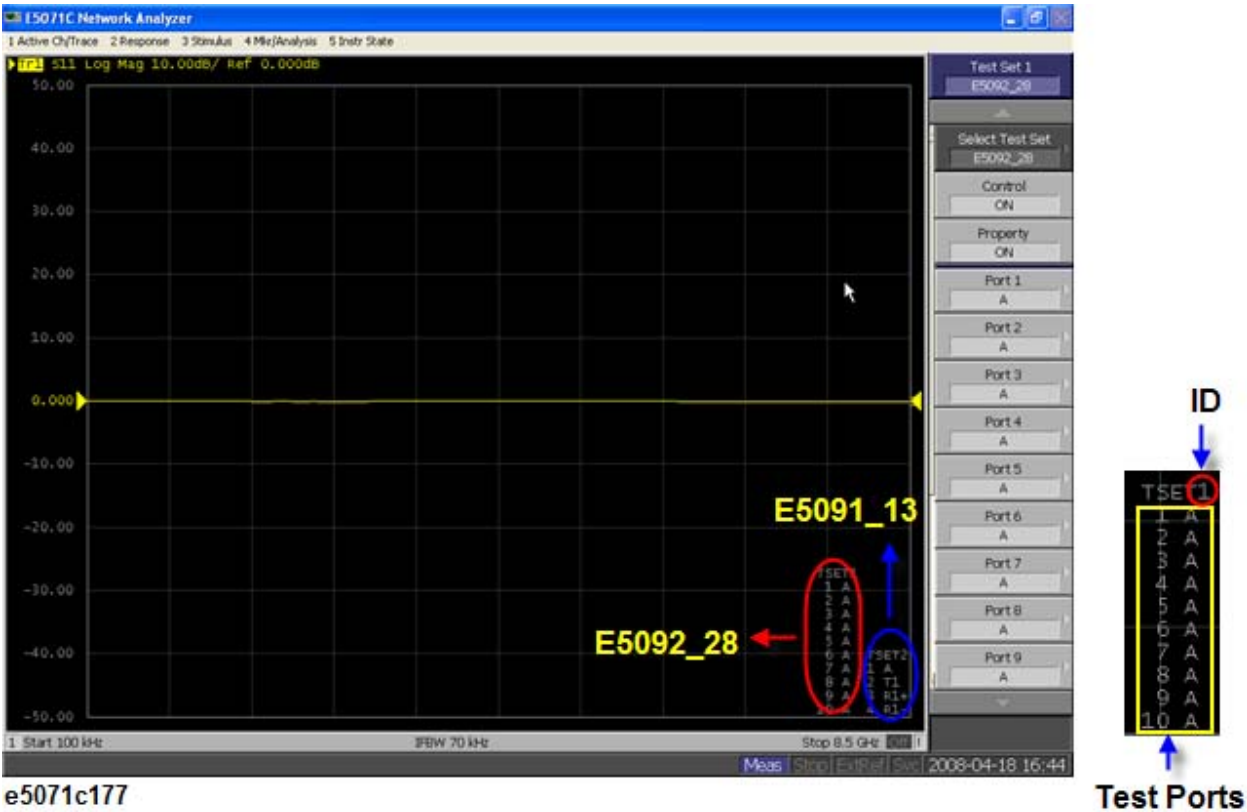 E5071C Network Analyzer
1 Active Ch/Trace 2 Response 3 Stimulus 4 Mkr/Analysis 5 Instr State
Tr1 S11 Log Mag 10.00dB/ Ref 0.000dB
50.00
40.00
30.00
20.00
10.00
0.000
-10.00
-20.00
-30.00
-40.00
-50.00
E5091_13
E5092_28
TSET1
1 A
2 A
3 A
4 A
5 A
6 A
7 A
8 A
9 A
10 A
TSET2
1 A
2 T1
3 R1+
4 R1-
1 Start 100 kHz IFBW 70 kHz Stop 8.5 GHz Off !
Meas Stop ExtRef Svc 2008-04-18 16:44
Test Set 1
E5092_28
Select Test Set
E5092_28
Control
ON
Property
ON
Port 1
A
Port 2
A
Port 3
A
Port 4
A
Port 5
A
Port 6
A
Port 7
A
Port 8
A
Port 9
A
ID
TSET1
1 A
2 A
3 A
4 A
5 A
6 A
7 A
8 A
9 A
10 A
Test Ports
e5071c177